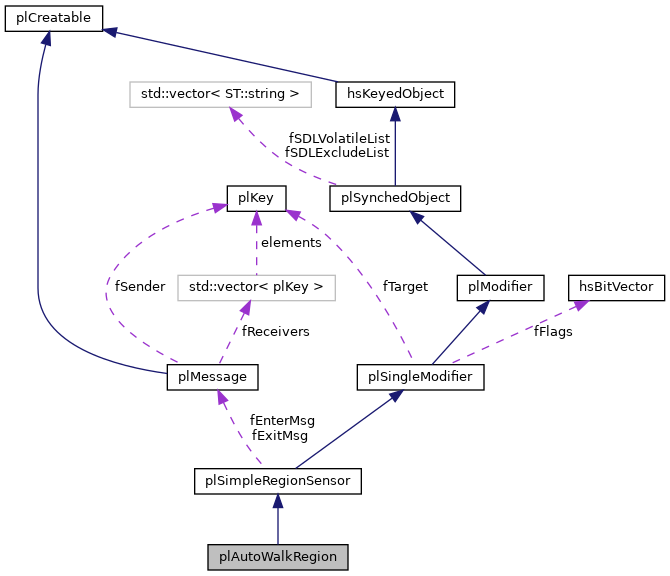 plCreatable
std::vector< ST::string >
hsKeyedObject
fSDLVolatileList
fSDLExcludeList
plKey
plSynchedObject
elements
fSender
std::vector< plKey >
fTarget
plModifier
hsBitVector
fReceivers
fFlags
plMessage
plSingleModifier
fEnterMsg
fExitMsg
plSimpleRegionSensor
plAutoWalkRegion